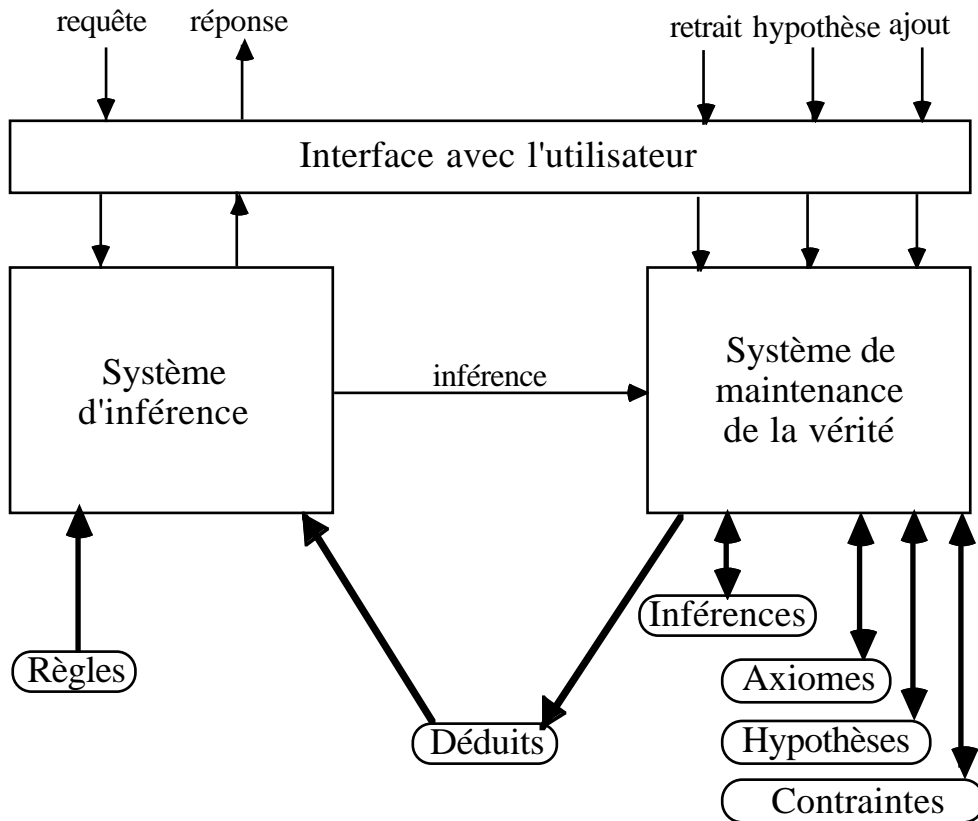 requête réponse retrait hypothèse ajout
Interface avec l'utilisateur
Système
d'inférence
inférence
Système de
maintenance
de la vérité
Inférences
Règles
Axiomes
Déduits
Hypothèses
Contraintes